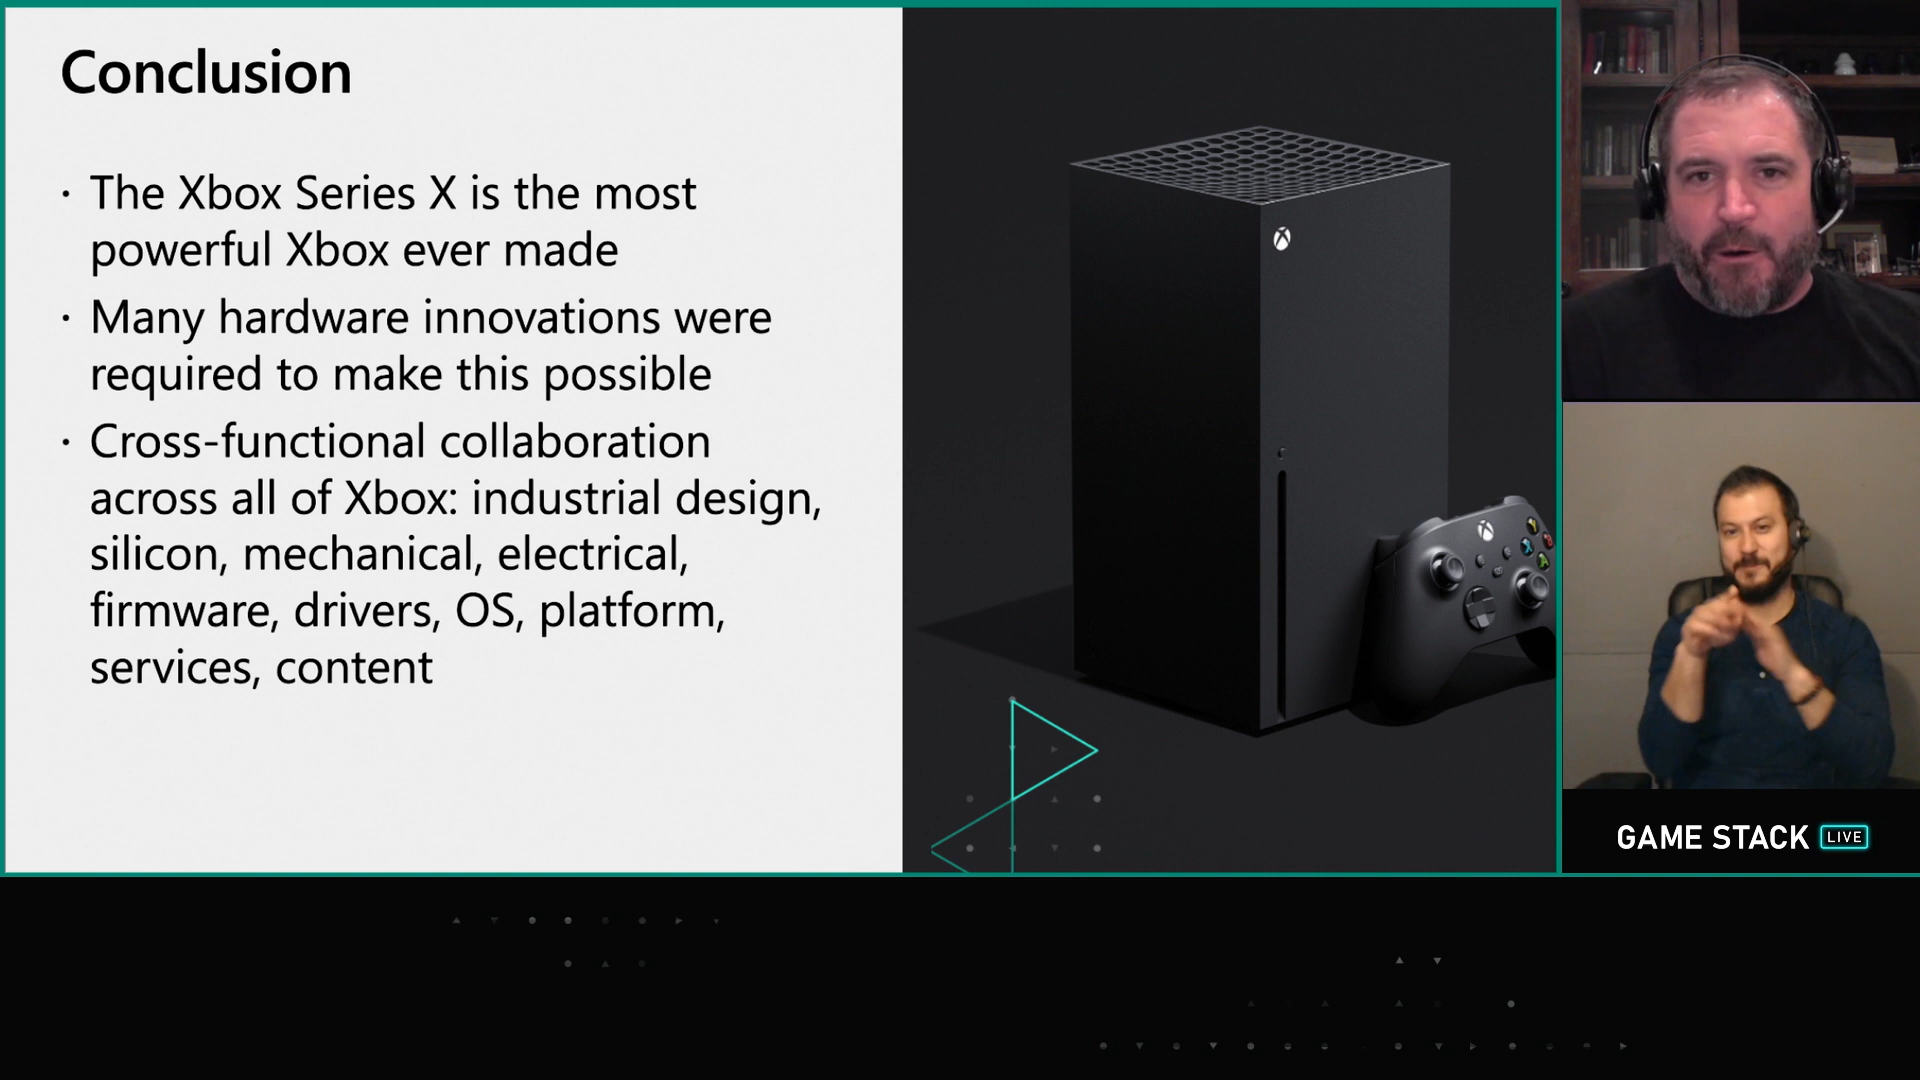 Conclusion
· The Xbox Series X is the most
powerful Xbox ever made
· Many hardware innovations were
required to make this possible
· Cross-functional collaboration
across all of Xbox: industrial design,
silicon, mechanical, electrical,
firmware, drivers, OS, platform,
services, content
GAME STACK LIVE